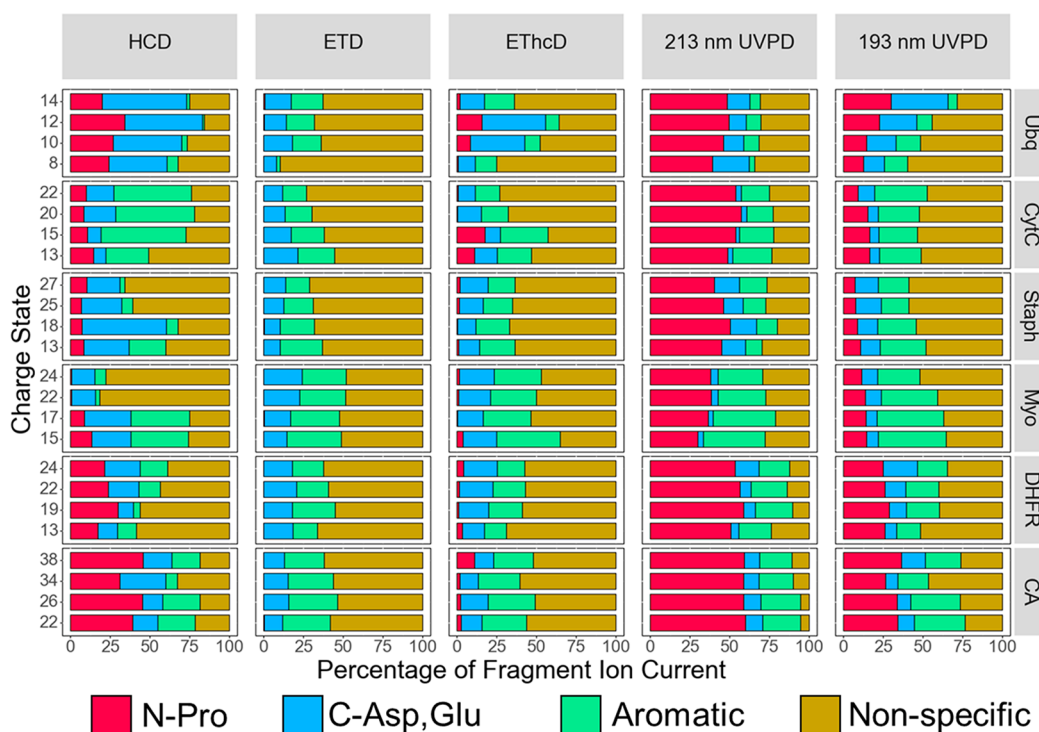 HCD ETD EThcD 213 nm UVPD 193 nm UVPD
Charge State
14
12
10
8
Ubq
22
20
15
13
CytC
27
25
18
13
Staph
24
22
17
15
Myo
24
22
19
13
DHFR
38
34
26
22
CA
0 25 50 75 100 0 25 50 75 100 0 25 50 75 100 0 25 50 75 100 0 25 50 75 100
Percentage of Fragment Ion Current
N-Pro C-Asp,Glu Aromatic Non-specific